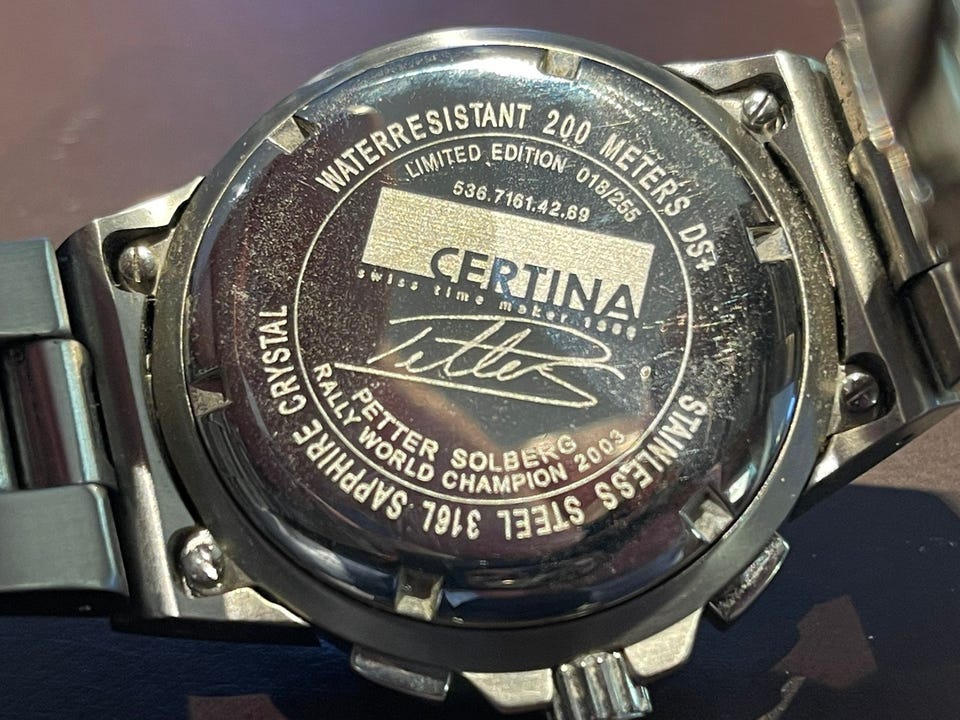 WATERRESISTANT 200 METERS DS+
LIMITED EDITION 018/255
536.7161.42.69
CERTINA
swiss time maker 1888
Petter S
PETTER SOLBERG
RALLY WORLD CHAMPION 2003
STAINLESS STEEL 316L SAPPHIRE CRYSTAL